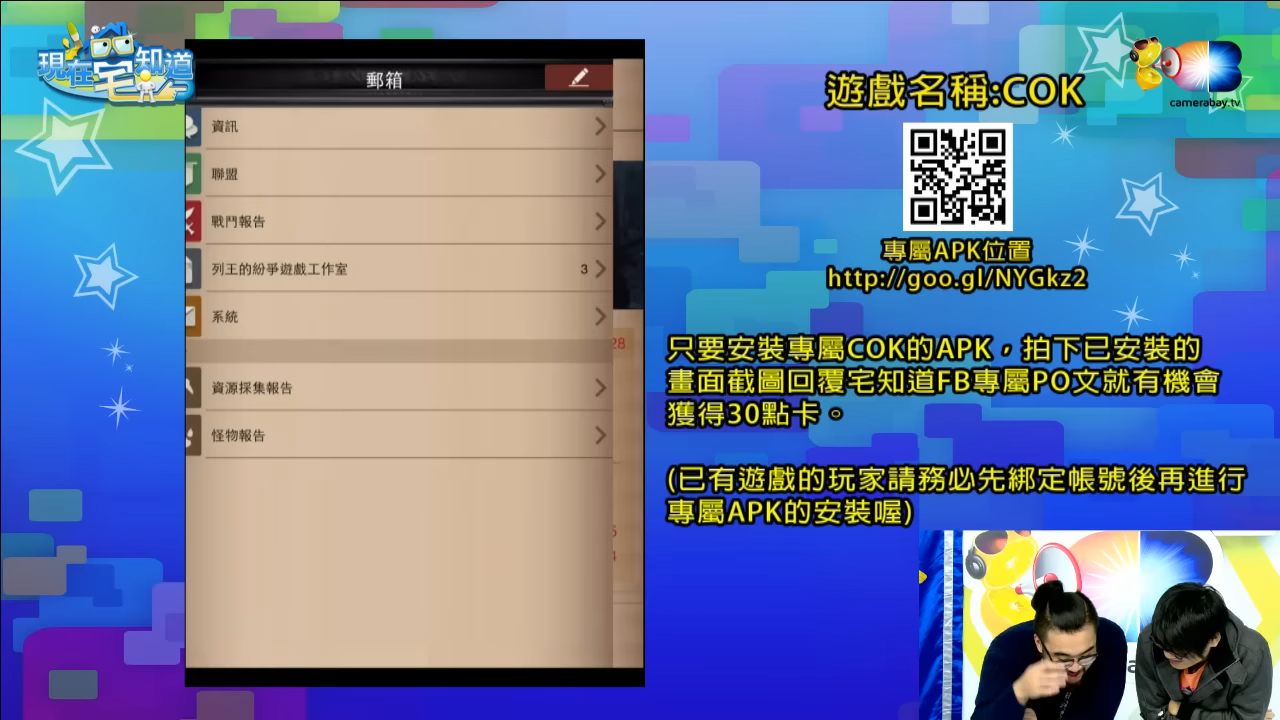 現在宅知道
郵箱
資訊
聯盟
戰鬥報告
列王的紛爭遊戲工作室 3
系統
資源採集報告
怪物報告
28
遊戲名稱:COK
camerabay.tv
專屬APK位置
http://goo.gl/NYGkz2
只要安裝專屬COK的APK，拍下已安裝的
畫面截圖回覆宅知道FB專屬PO文就有機會
獲得30點卡。
(已有遊戲的玩家請務必先綁定帳號後再進行
專屬APK的安裝喔)